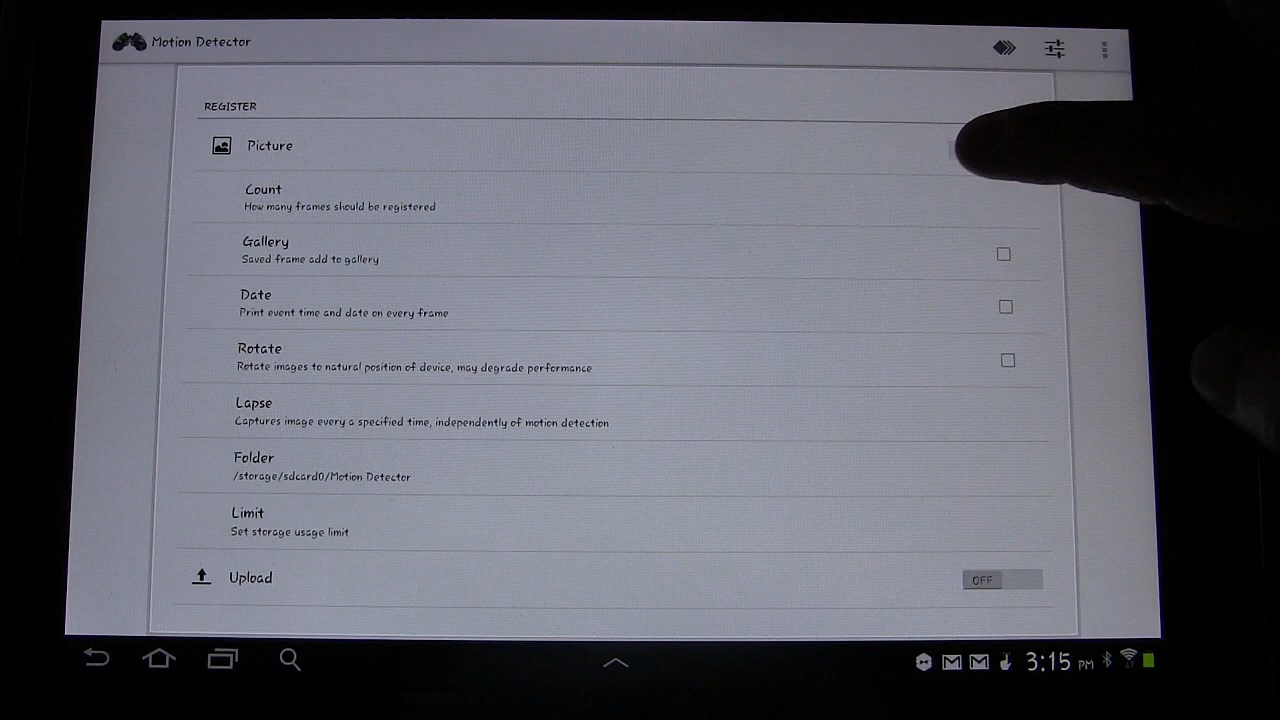 Motion Detector
REGISTER
Picture
Count
How many frames should be registered
Gallery
Saved frame add to gallery
Date
Print event time and date on every frame
Rotate
Rotate images to natural position of device, may degrade performance
Lapse
Captures image every a specified time, independently of motion detection
Folder
/storage/sdcard0/Motion Detector
Limit
Set storage usage limit
Upload
OFF
3:15 PM